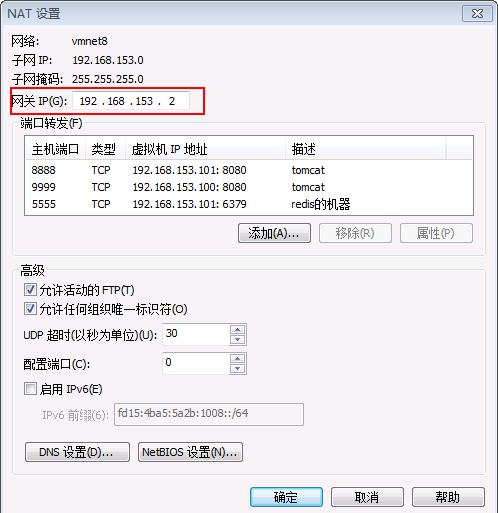 NAT 设置
网络: vmnet8
子网 IP: 192.168.153.0
子网掩码: 255.255.255.0
网关 IP(G): 192 .168 .153 . 2
端口转发(F)
主机端口 类型 虚拟机 IP 地址 描述
8888 TCP 192.168.153.101: 8080 tomcat
9999 TCP 192.168.153.100: 8080 tomcat
5555 TCP 192.168.153.101: 6379 redis的机器
添加(A)... 移除(R) 属性(P)
高级
允许活动的 FTP(T)
允许任何组织唯一标识符(O)
UDP 超时(以秒为单位)(U): 30
配置端口(C): 0
启用 IPv6(E)
IPv6 前缀(6): fd15:4ba5:5a2b:1008::/64
DNS 设置(D)... NetBIOS 设置(N)...
确定 取消 帮助